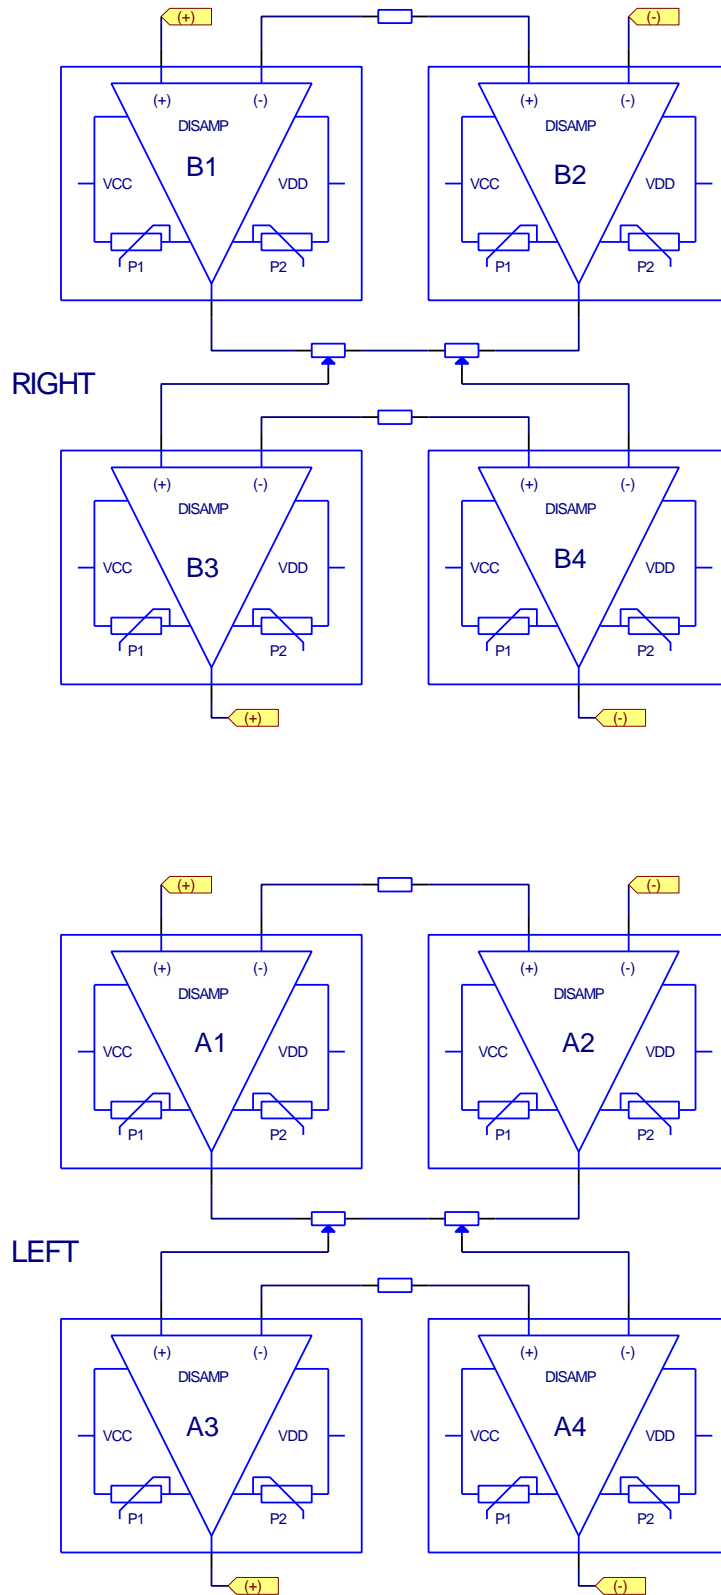 (+) (-)
(+) (-) (+) (-)
DISAMP DISAMP
B1 B2
VCC VDD VCC VDD
P1 P2 P1 P2
RIGHT
(+) (-) (+) (-)
DISAMP DISAMP
B3 B4
VCC VDD VCC VDD
P1 P2 P1 P2
(+) (-)
(+) (-)
(+) (-) (+) (-)
DISAMP DISAMP
A1 A2
VCC VDD VCC VDD
P1 P2 P1 P2
LEFT
(+) (-) (+) (-)
DISAMP DISAMP
A3 A4
VCC VDD VCC VDD
P1 P2 P1 P2
(+) (-)